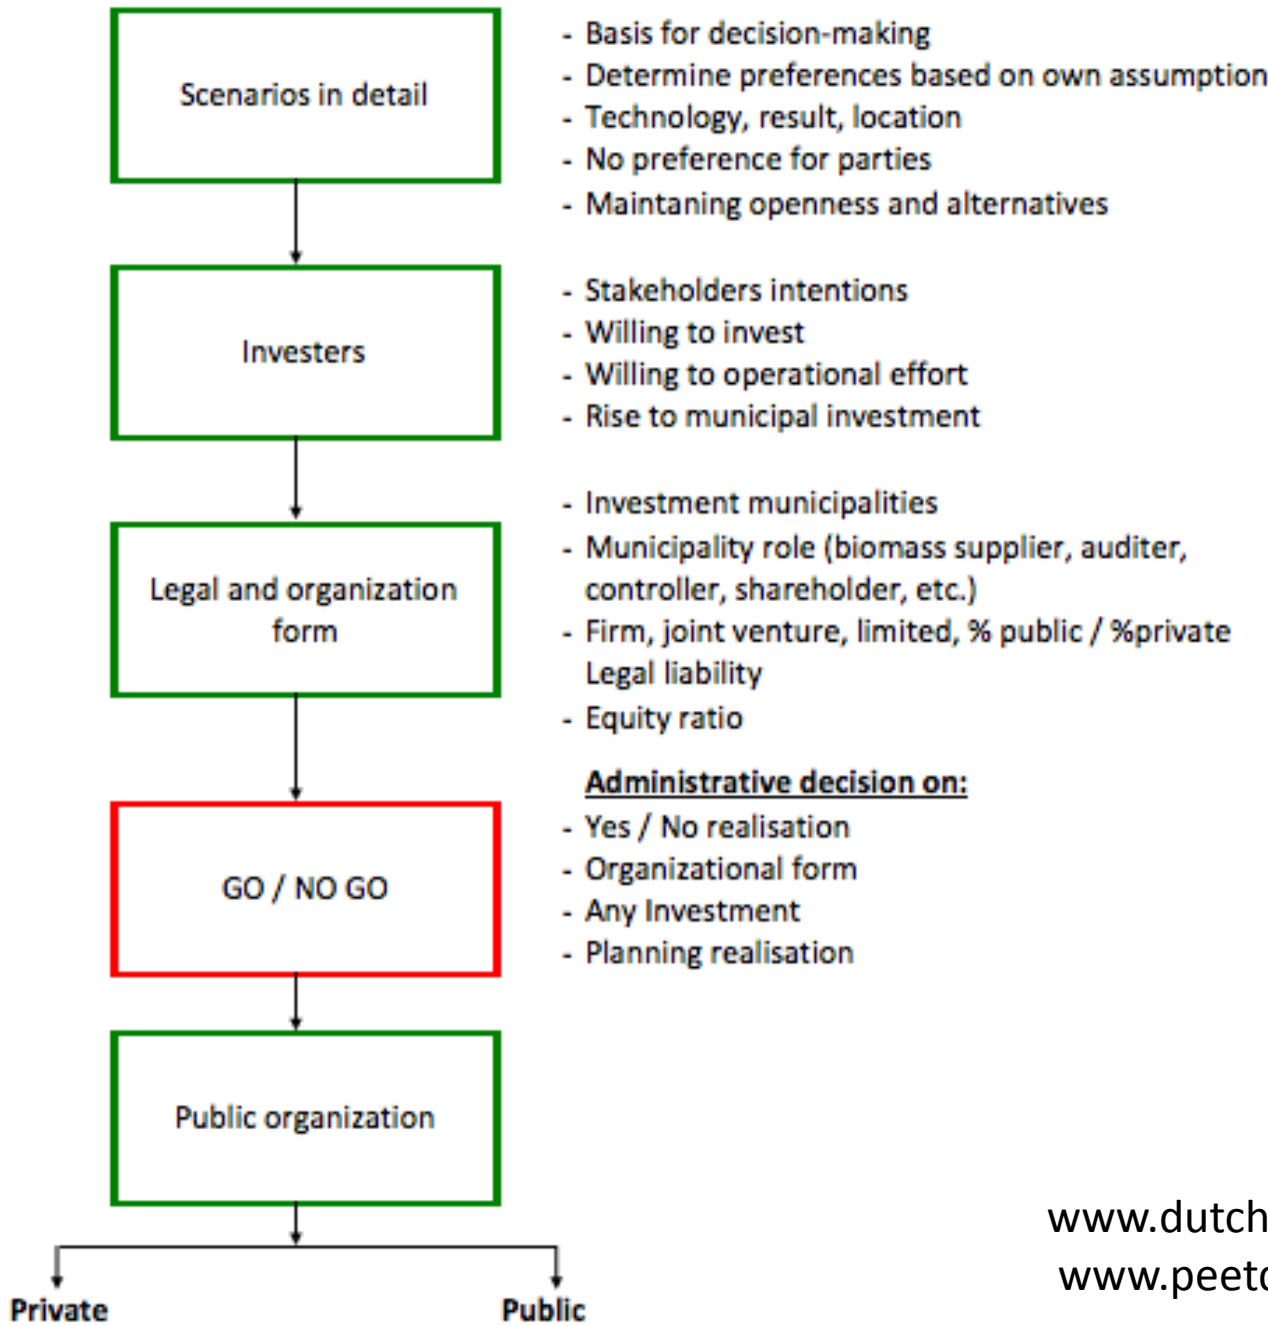 Scenarios in detail
- Basis for decision-making
- Determine preferences based on own assumption
- Technology, result, location
- No preference for parties
- Maintaning openness and alternatives
Investers
- Stakeholders intentions
- Willing to invest
- Willing to operational effort
- Rise to municipal investment
Legal and organization
form
- Investment municipalities
- Municipality role (biomass supplier, auditer,
controller, shareholder, etc.)
- Firm, joint venture, limited, % public / %private
Legal liability
- Equity ratio
GO / NO GO
Administrative decision on:
- Yes / No realisation
- Organizational form
- Any Investment
- Planning realisation
Public organization
Private
Public
www.dutch
www.peet